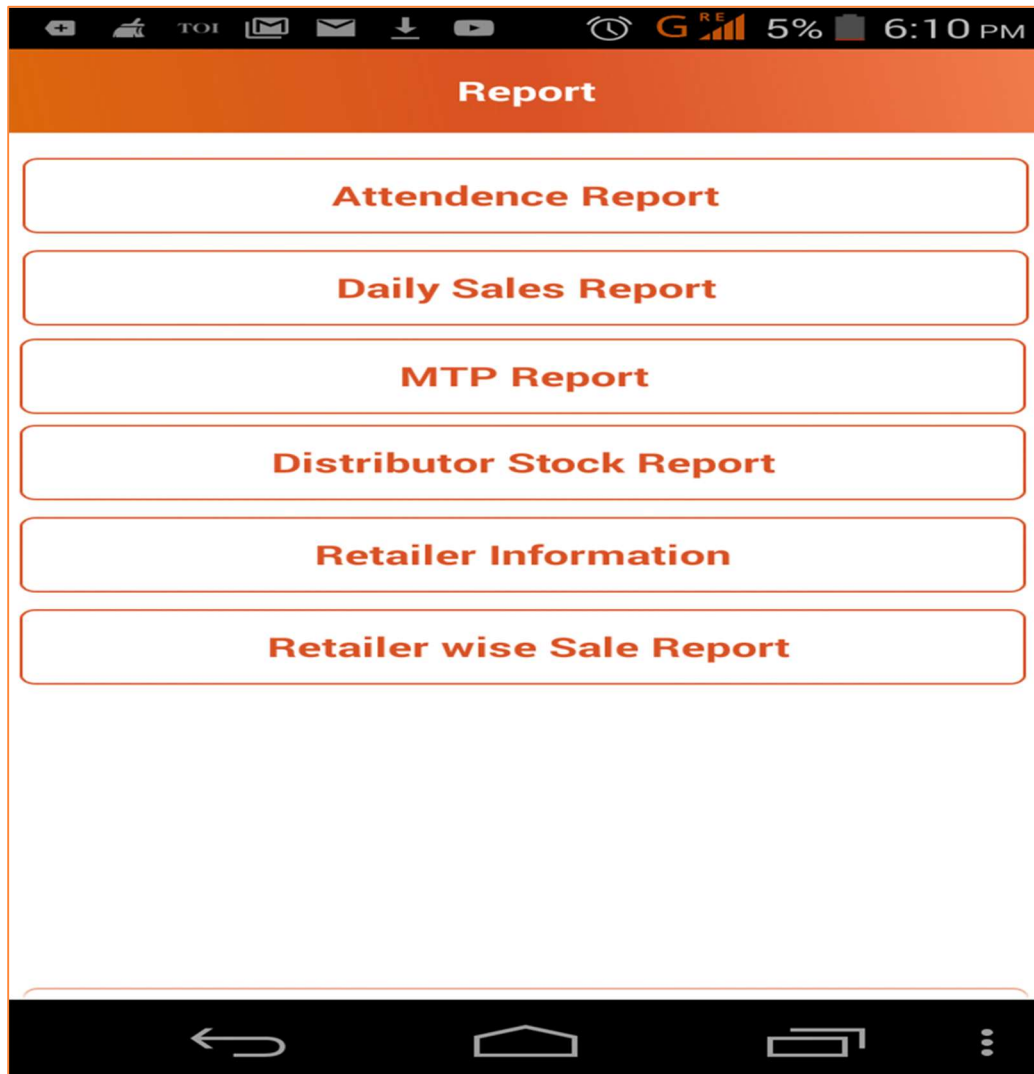 TOI G RE 5% 6:10 PM
Report
Attendence Report
Daily Sales Report
MTP Report
Distributor Stock Report
Retailer Information
Retailer wise Sale Report